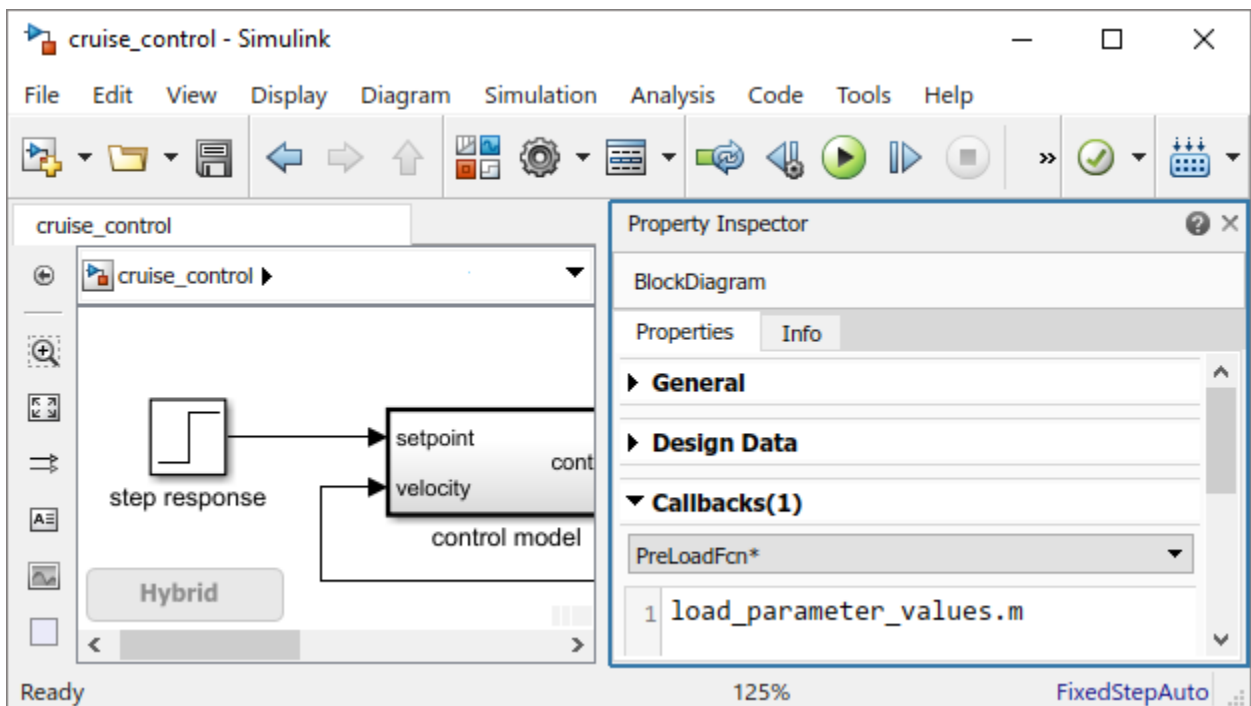 cruise_control - Simulink
File Edit View Display Diagram Simulation Analysis Code Tools Help
cruise_control
cruise_control
step response
setpoint
cont
velocity
control model
Hybrid
Property Inspector
BlockDiagram
Properties Info
General
Design Data
Callbacks(1)
PreLoadFcn*
1 load_parameter_values.m
Ready 125% FixedStepAuto